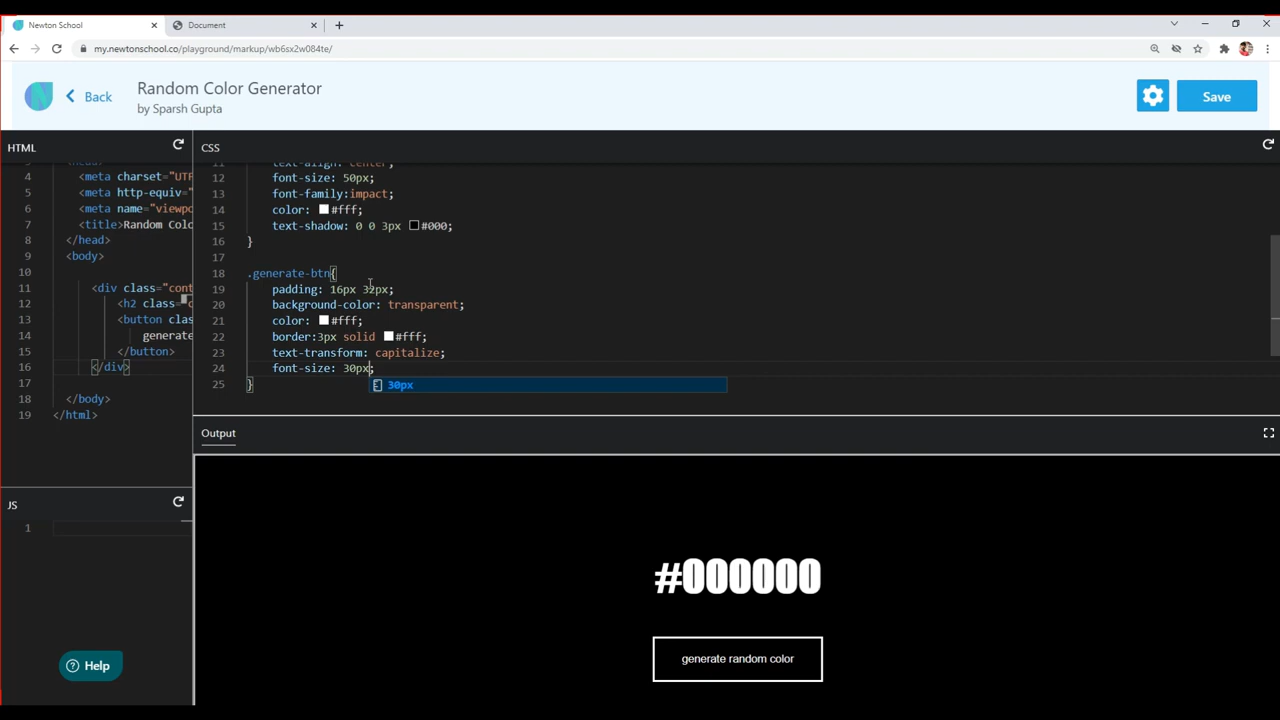 Newton School
Document
my.newtonschool.co/playground/markup/wb6sx2w084te/
Back
Random Color Generator
by Sparsh Gupta
Save
HTML
4 <meta charset="UTF
5 <meta http-equiv="
6 <meta name="viewpo
7 <title>Random Colo
8 </head>
9 <body>
10
11 <div class="cont
12 <h2 class="c
13 <button clas
14 generate
15 </button>
16 </div>
17
18 </body>
19 </html>
CSS
text-align: center;
12 font-size: 50px;
13 font-family:impact;
14 color: #fff;
15 text-shadow: 0 0 3px #000;
16 }
17
18 .generate-btn{
19 padding: 16px 32px;
20 background-color: transparent;
21 color: #fff;
22 border:3px solid #fff;
23 text-transform: capitalize;
24 font-size: 30px;
25 }
30px
JS
1
Output
#000000
generate random color
Help